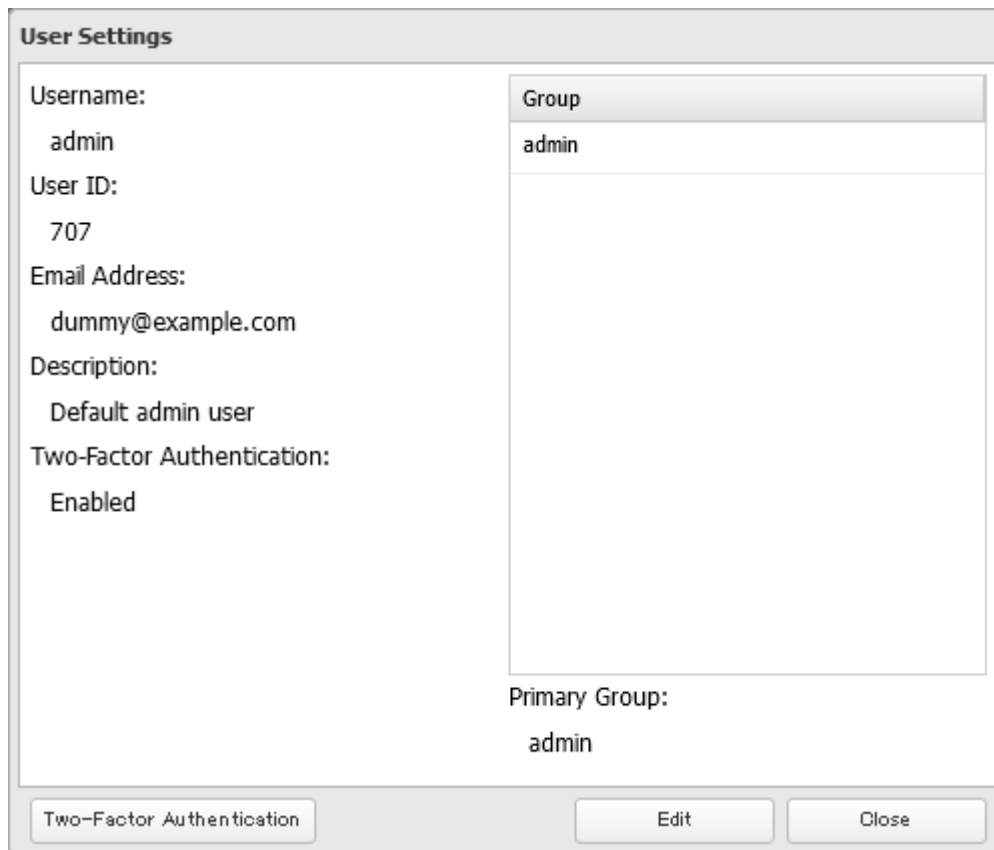 User Settings
Username:
admin
User ID:
707
Email Address:
dummy@example.com
Description:
Default admin user
Two-Factor Authentication:
Enabled
Group
admin
Primary Group:
admin
Two-Factor Authentication
Edit
Close